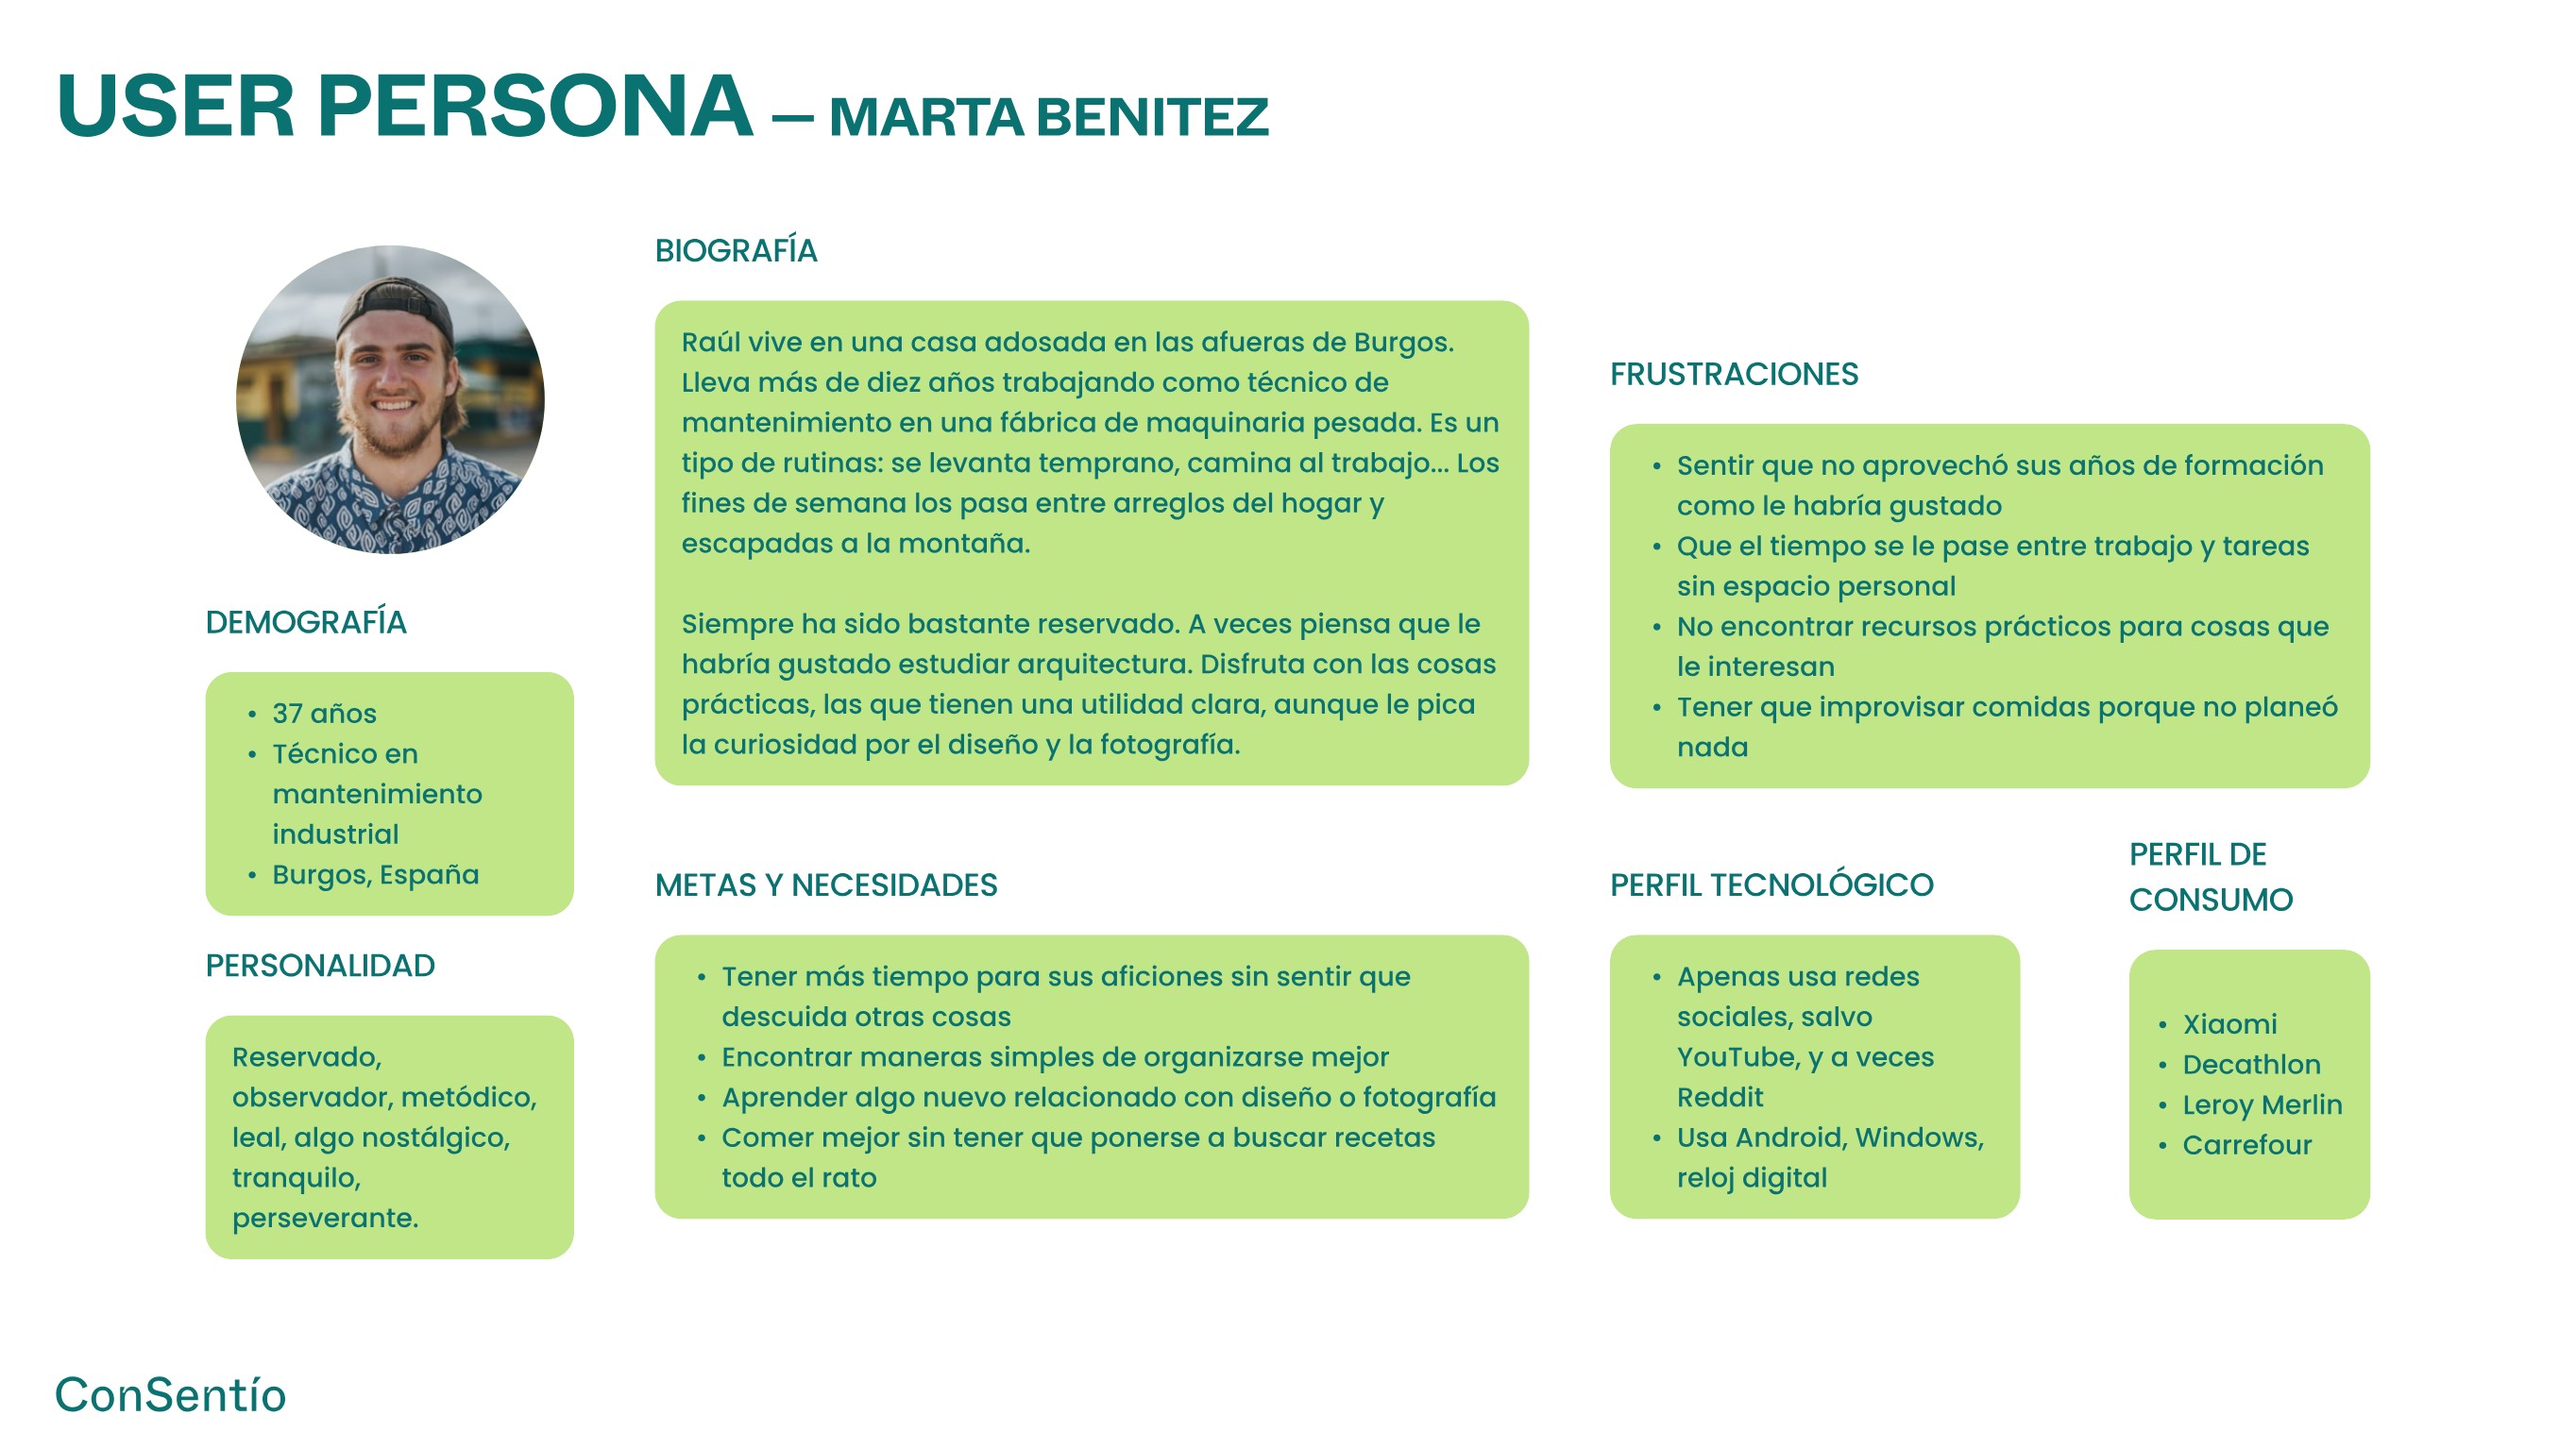 USER PERSONA — MARTA BENITEZ
BIOGRAFÍA
Raúl vive en una casa adosada en las afueras de Burgos.
Lleva más de diez años trabajando como técnico de
mantenimiento en una fábrica de maquinaria pesada. Es un
tipo de rutinas: se levanta temprano, camina al trabajo... Los
fines de semana los pasa entre arreglos del hogar y
escapadas a la montaña.
Siempre ha sido bastante reservado. A veces piensa que le
habría gustado estudiar arquitectura. Disfruta con las cosas
prácticas, las que tienen una utilidad clara, aunque le pica
la curiosidad por el diseño y la fotografía.
FRUSTRACIONES
• Sentir que no aprovechó sus años de formación
como le habría gustado
• Que el tiempo se le pase entre trabajo y tareas
sin espacio personal
• No encontrar recursos prácticos para cosas que
le interesan
• Tener que improvisar comidas porque no planeó
nada
DEMOGRAFÍA
• 37 años
• Técnico en
mantenimiento
industrial
• Burgos, España
PERSONALIDAD
Reservado,
observador, metódico,
leal, algo nostálgico,
tranquilo,
perseverante.
METAS Y NECESIDADES
• Tener más tiempo para sus aficiones sin sentir que
descuida otras cosas
• Encontrar maneras simples de organizarse mejor
• Aprender algo nuevo relacionado con diseño o fotografía
• Comer mejor sin tener que ponerse a buscar recetas
todo el rato
PERFIL TECNOLÓGICO
• Apenas usa redes
sociales, salvo
YouTube, y a veces
Reddit
• Usa Android, Windows,
reloj digital
PERFIL DE
CONSUMO
• Xiaomi
• Decathlon
• Leroy Merlin
• Carrefour
ConSentío